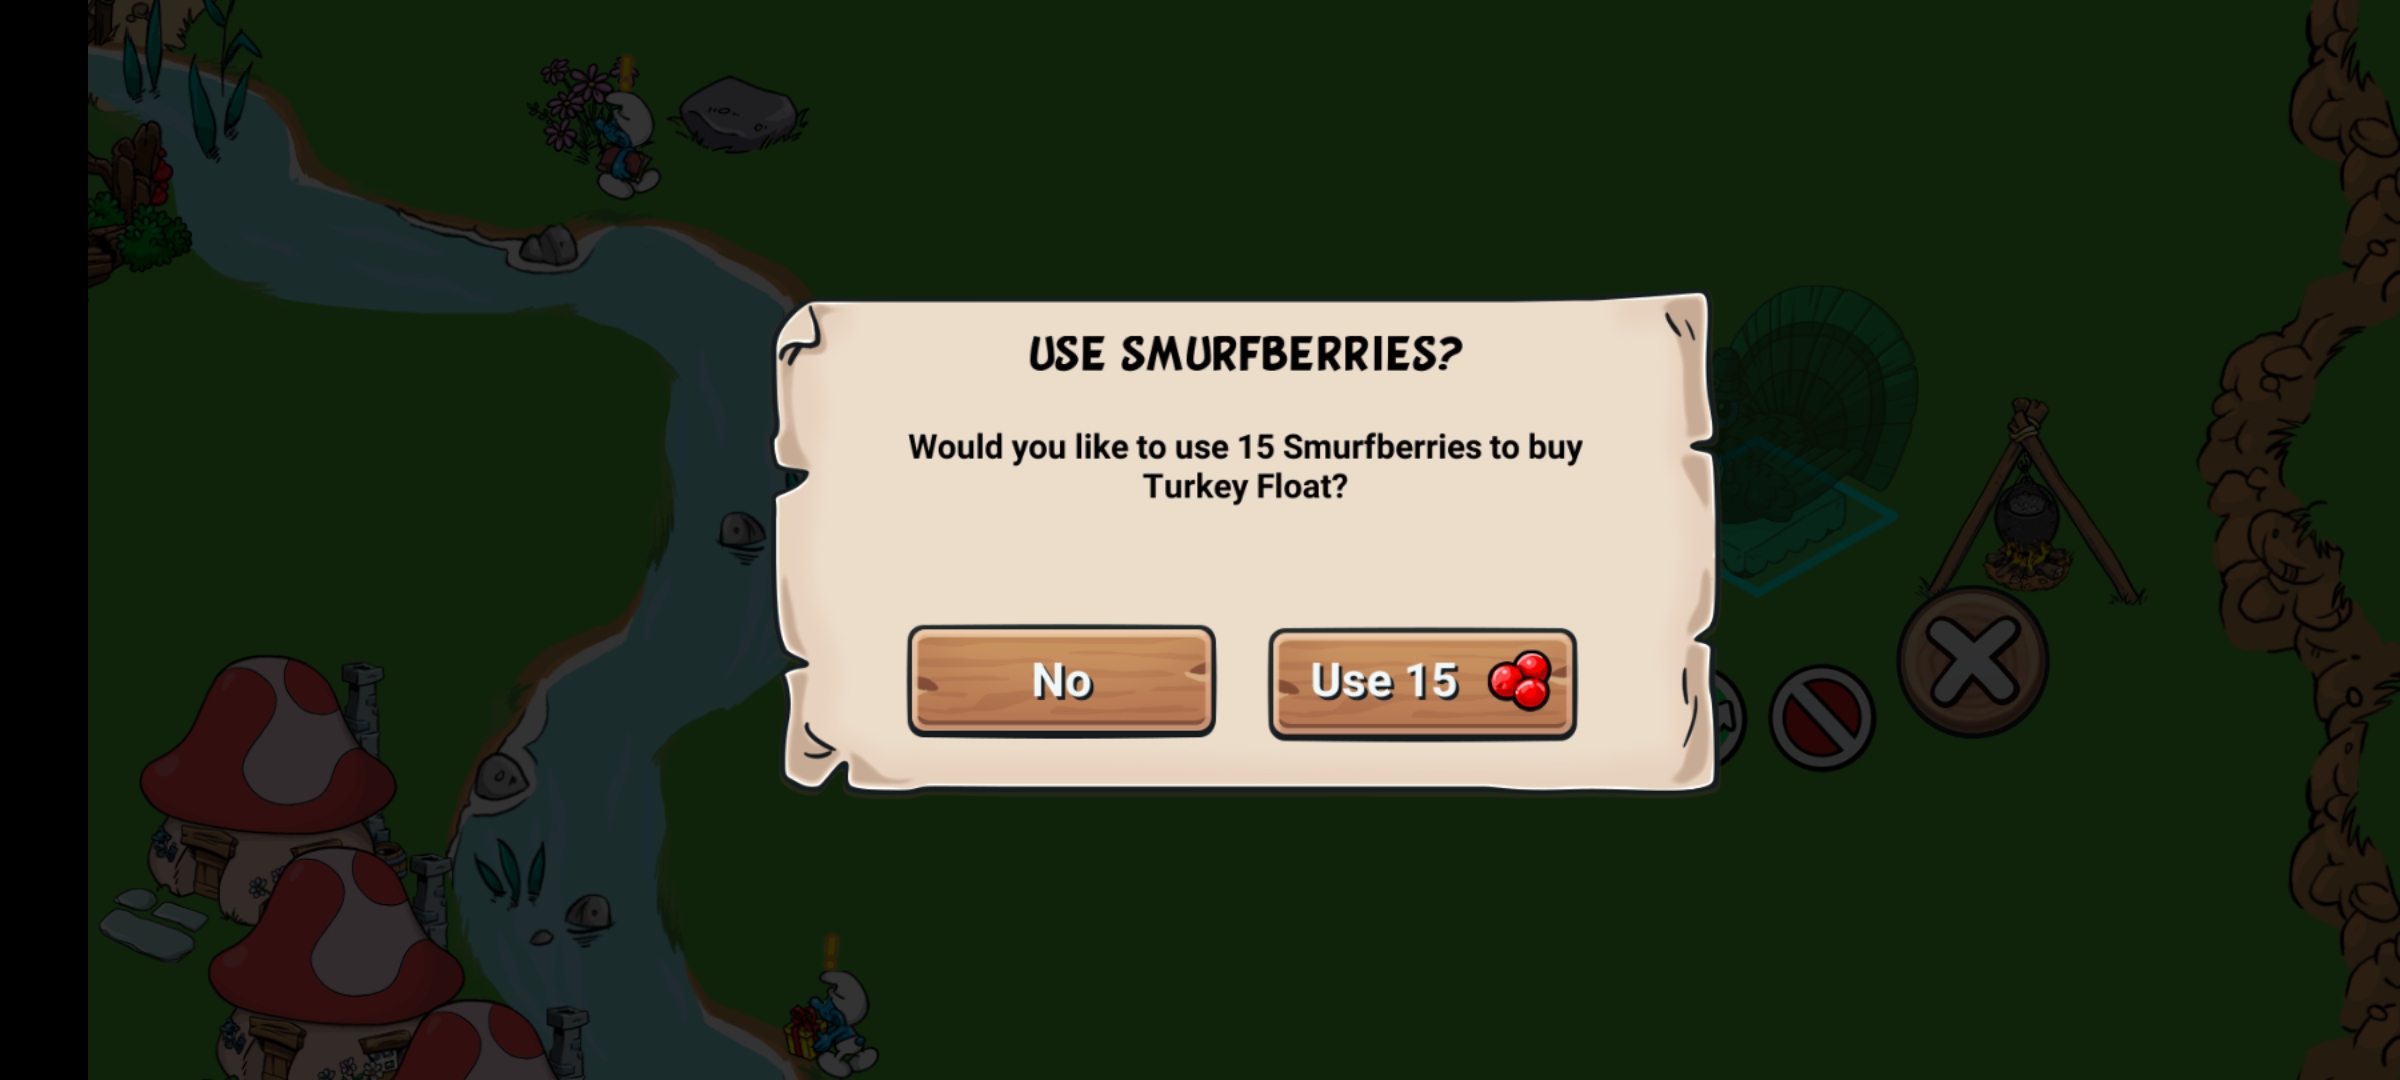 USE SMURFBERRIES?
Would you like to use 15 Smurfberries to buy
Turkey Float?
No
Use 15